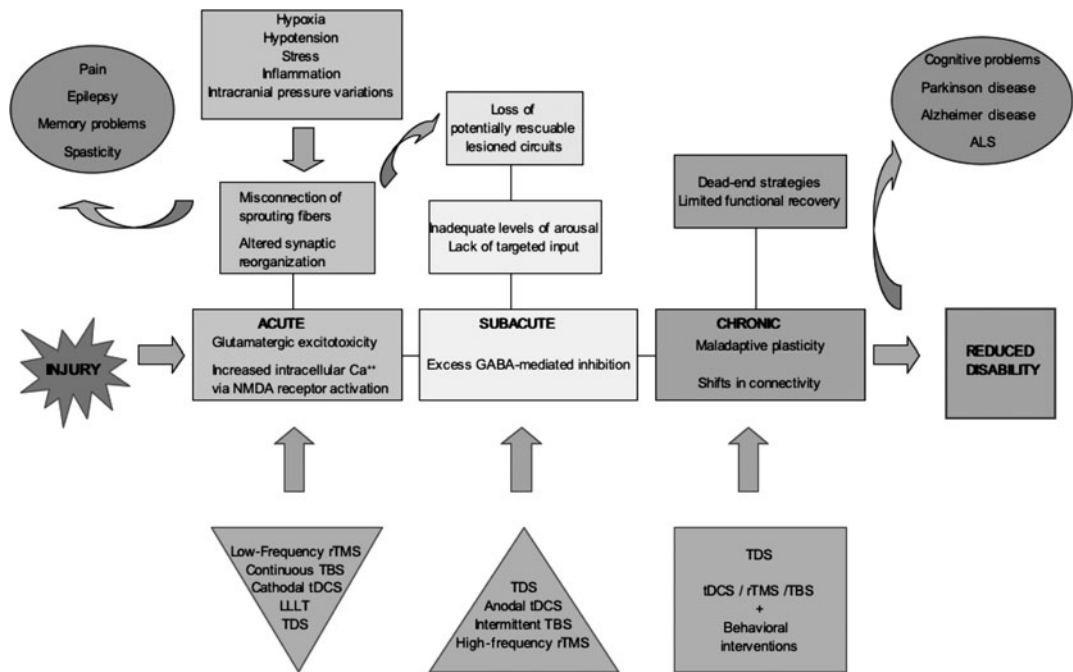 Hypoxia
Hypotension
Stress
Inflammation
Intracranial pressure variations
Pain
Epilepsy
Memory problems
Spasticity
Loss of
potentially rescuable
lesioned circuits
Cognitive problems
Parkinson disease
Alzheimer disease
ALS
Misconnection of
sprouting fibers
Altered synaptic
reorganization
Inadequate levels of arousal
Lack of targeted input
Dead-end strategies
Limited functional recovery
INJURY
ACUTE
Glutamatergic excitotoxicity
Increased intracellular Ca⁺⁺
via NMDA receptor activation
SUBACUTE
Excess GABA-mediated inhibition
CHRONIC
Maladaptive plasticity
Shifts in connectivity
REDUCED
DISABILITY
Low-Frequency rTMS
Continuous TBS
Cathodal tDCS
LLLT
TDS
TDS
Anodal tDCS
Intermittent TBS
High-frequency rTMS
TDS
tDCS / rTMS /TBS
+
Behavioral
interventions